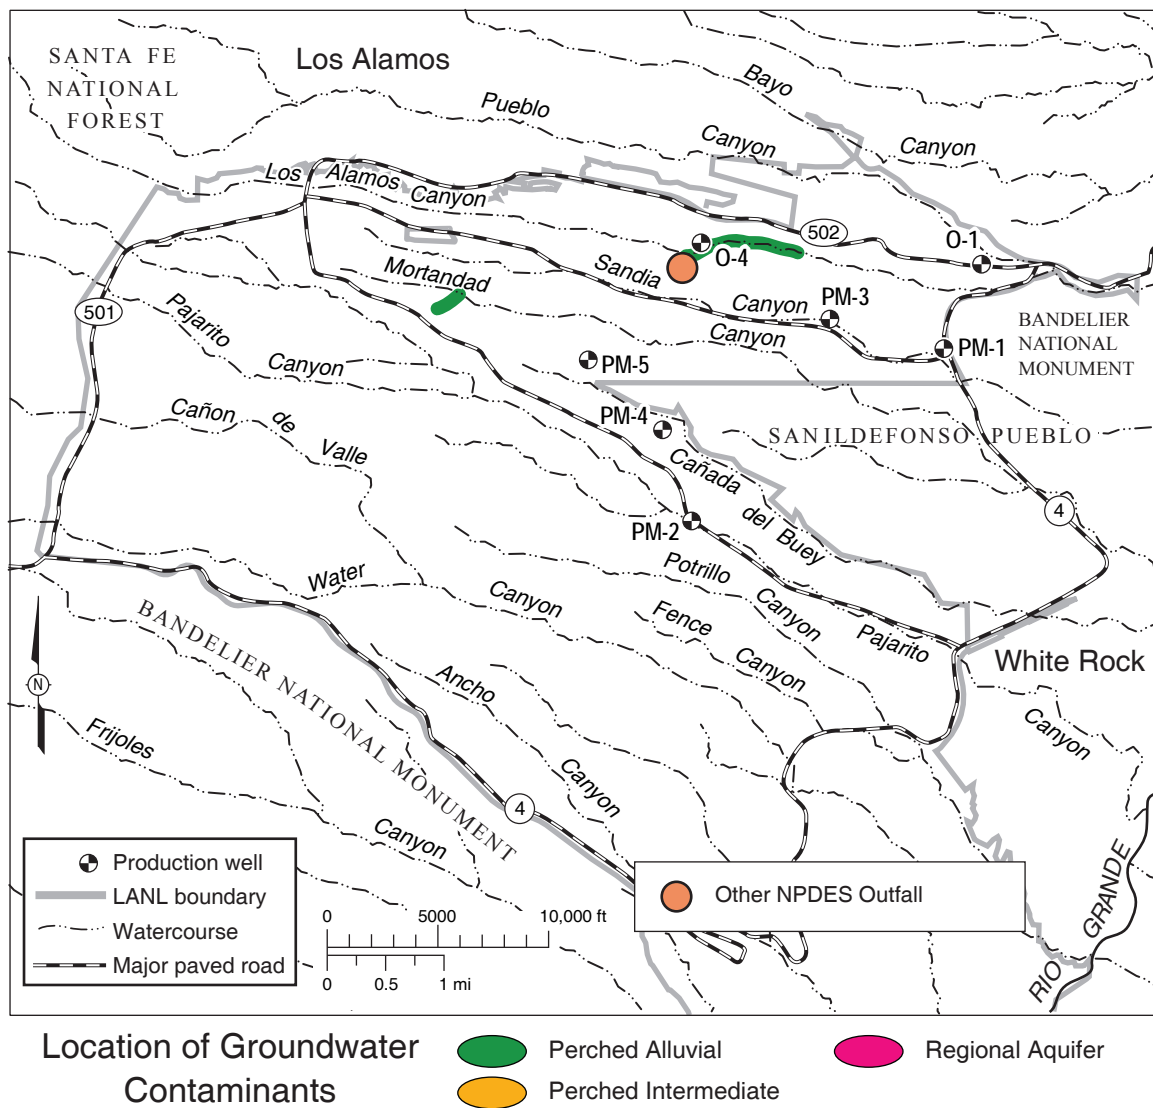 SANTA FE
NATIONAL
FOREST
Los Alamos
Bayo
Canyon
Pueblo
Canyon
Los Alamos
Canyon
502
O-1
O-4
Sandia
Canyon
Mortandad
Canyon
PM-3
PM-1
501
Pajarito
Canyon
BANDELIER
NATIONAL
MONUMENT
PM-5
PM-4
SAN ILDEFONSO PUEBLO
Cañon
de
Valle
Cañada
del Buey
4
PM-2
Water
Canyon
Potrillo
Canyon
Fence
Canyon
Pajarito
White Rock
Canyon
BANDELIER NATIONAL MONUMENT
Ancho
Canyon
N
Frijoles
Canyon
4
RIO GRANDE
Production well
LANL boundary
Watercourse
Major paved road
0 5000 10,000 ft
0 0.5 1 mi
Other NPDES Outfall
Location of Groundwater
Contaminants
Perched Alluvial
Perched Intermediate
Regional Aquifer